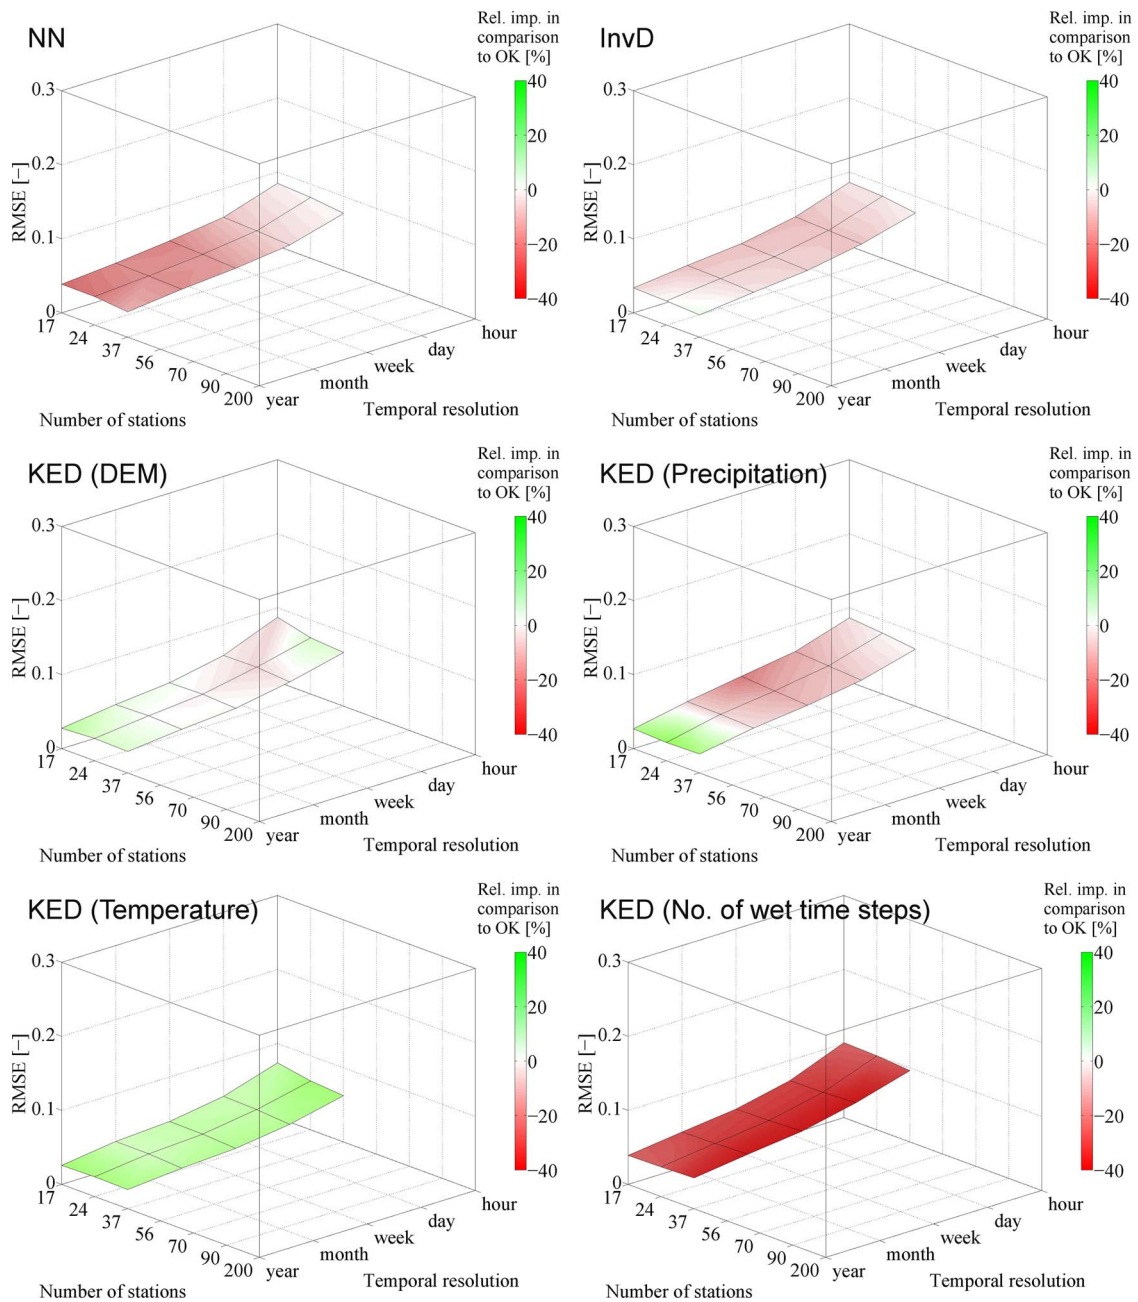 NN
Rel. imp. in
comparison
to OK [%]
40
20
0
−20
−40
0.3
0.2
0.1
0
RMSE [−]
17
24
37
56
70
90
200
Number of stations
year
month
week
day
hour
Temporal resolution
InvD
Rel. imp. in
comparison
to OK [%]
40
20
0
−20
−40
0.3
0.2
0.1
0
RMSE [−]
17
24
37
56
70
90
200
Number of stations
year
month
week
day
hour
Temporal resolution
KED (DEM)
Rel. imp. in
comparison
to OK [%]
40
20
0
−20
−40
0.3
0.2
0.1
0
RMSE [−]
17
24
37
56
70
90
200
Number of stations
year
month
week
day
hour
Temporal resolution
KED (Precipitation)
Rel. imp. in
comparison
to OK [%]
40
20
0
−20
−40
0.3
0.2
0.1
0
RMSE [−]
17
24
37
56
70
90
200
Number of stations
year
month
week
day
hour
Temporal resolution
KED (Temperature)
Rel. imp. in
comparison
to OK [%]
40
20
0
−20
−40
0.3
0.2
0.1
0
RMSE [−]
17
24
37
56
70
90
200
Number of stations
year
month
week
day
hour
Temporal resolution
KED (No. of wet time steps)
Rel. imp. in
comparison
to OK [%]
40
20
0
−20
−40
0.3
0.2
0.1
0
RMSE [−]
17
24
37
56
70
90
200
Number of stations
year
month
week
day
hour
Temporal resolution